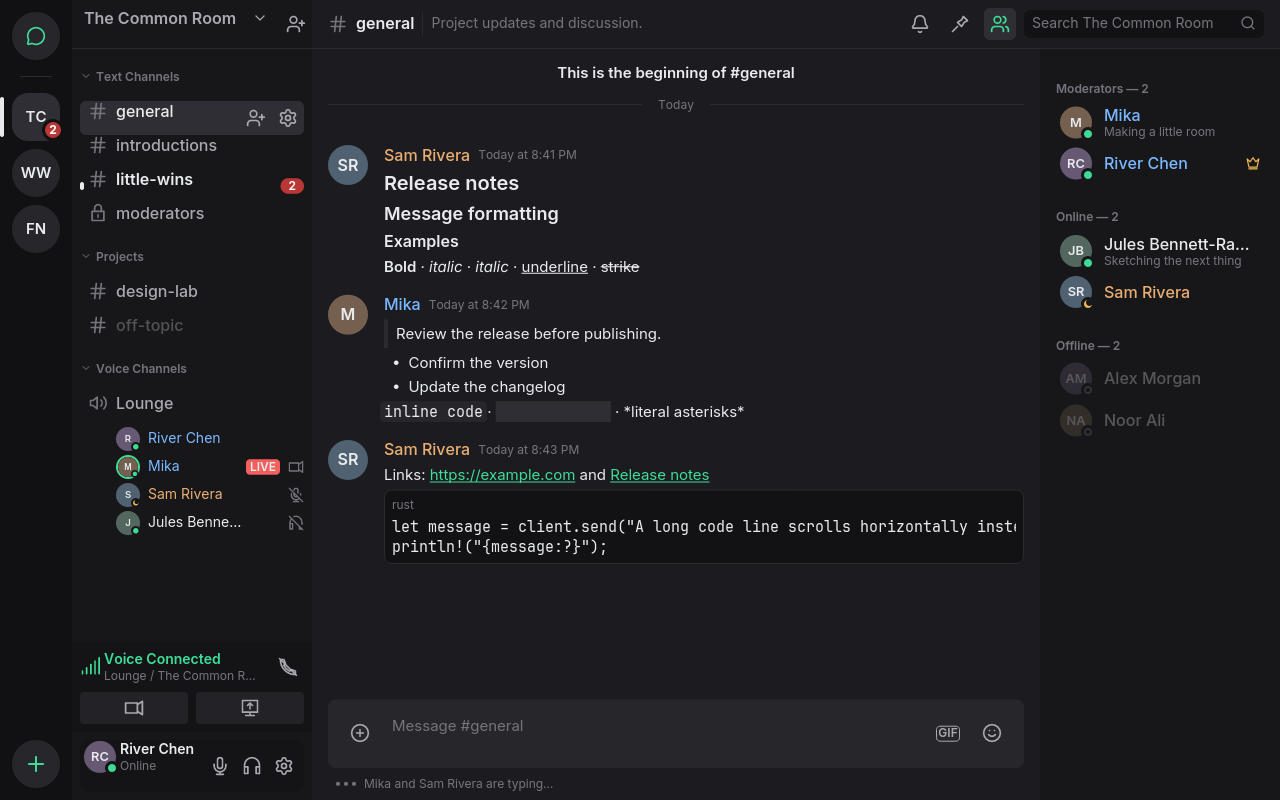 The Common Room
general
Project updates and discussion.
Search The Common Room
TC
2
WW
FN
Text Channels
general
introductions
little-wins
2
moderators
Projects
design-lab
off-topic
Voice Channels
Lounge
R
River Chen
M
Mika
LIVE
S
Sam Rivera
J
Jules Benne...
Voice Connected
Lounge / The Common R...
RC
River Chen
Online
This is the beginning of #general
Today
SR
Sam Rivera Today at 8:41 PM
Release notes
Message formatting
Examples
Bold · italic · italic · underline · strike
M
Mika Today at 8:42 PM
Review the release before publishing.
• Confirm the version
• Update the changelog
inline code · · *literal asterisks*
SR
Sam Rivera Today at 8:43 PM
Links: https://example.com and Release notes
rust
let message = client.send("A long code line scrolls horizontally inste
println!("{message:?}");
Message #general
GIF
Mika and Sam Rivera are typing...
Moderators — 2
M
Mika
Making a little room
RC
River Chen
Online — 2
JB
Jules Bennett-Ra...
Sketching the next thing
SR
Sam Rivera
Offline — 2
AM
Alex Morgan
NA
Noor Ali